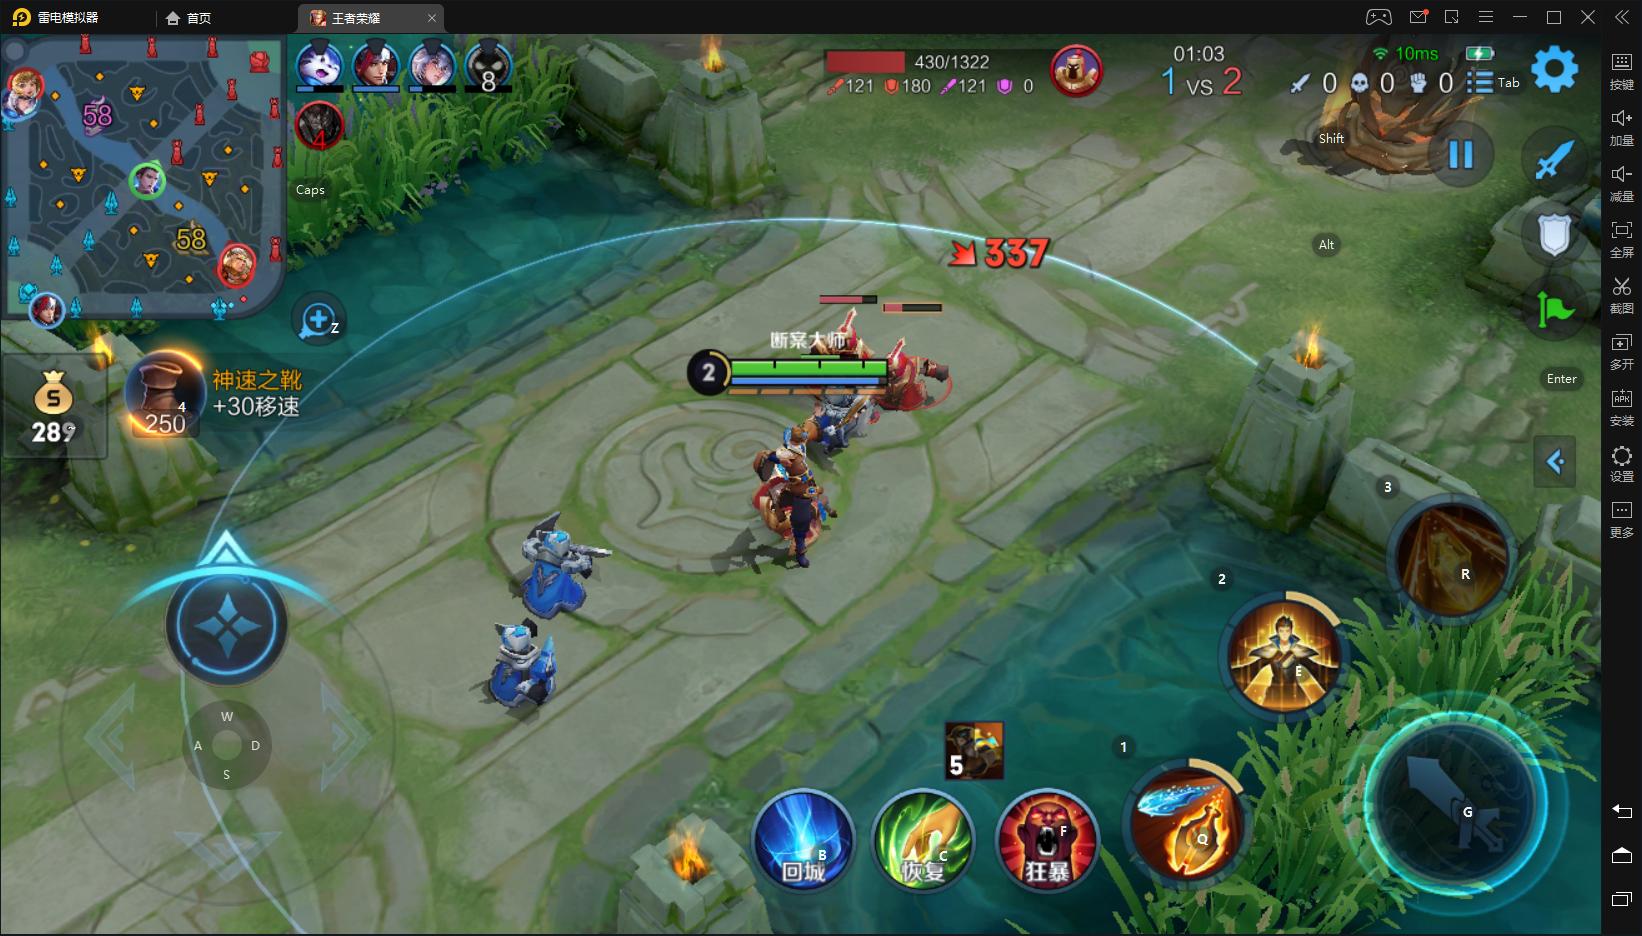 雷电模拟器
首页
王者荣耀
58
58
8
4
Caps
Z
430/1322
121 180 121 0
01:03
1 VS 2
10ms
0 0 0
Tab
Shift
Alt
Enter
337
断案大师
2
神速之靴
+30移速
4
250
289
W
A D
S
5
B
回城
C
恢复
F
狂暴
1
Q
2
E
3
R
G
按键
加量
减量
全屏
截图
多开
APK
安装
设置
更多